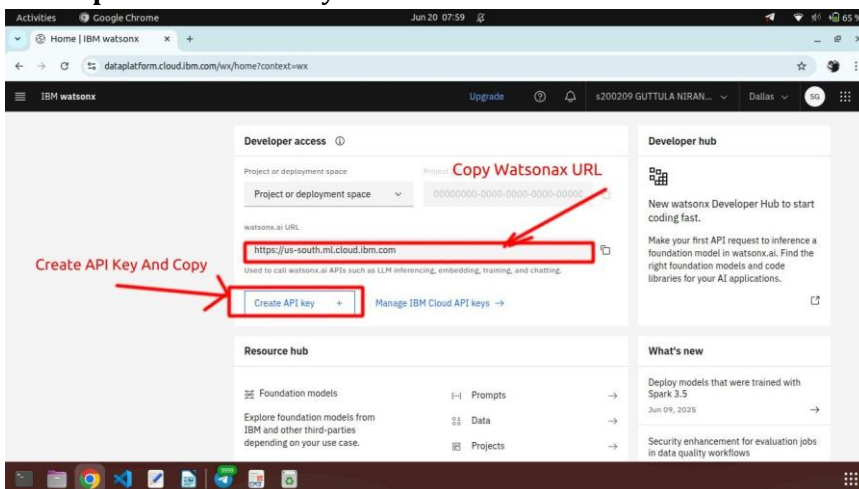 Activities Google Chrome Jun 20 07:59 65 %
Home | IBM watsonx
dataplatform.cloud.ibm.com/wx/home?context=wx
IBM watsonx Upgrade s200209 GUTTULA NIRAN... Dallas SG
Developer access
Project or deployment space
Project or deployment space
00000000-0000-0000-0000-00000
Copy Watsonax URL
watsonx.ai URL
https://us-south.ml.cloud.ibm.com
Used to call watsonx.ai APIs such as LLM inferencing, embedding, training, and chatting.
Create API Key And Copy
Create API key + Manage IBM Cloud API keys →
Developer hub
New watsonx Developer Hub to start
coding fast.
Make your first API request to inference a
foundation model in watsonx.ai. Find the
right foundation models and code
libraries for your AI applications.
Resource hub
Foundation models
Explore foundation models from
IBM and other third-parties
depending on your use case.
Prompts →
Data →
Projects →
What's new
Deploy models that were trained with
Spark 3.5
Jun 09, 2025 →
Security enhancement for evaluation jobs
in data quality workflows